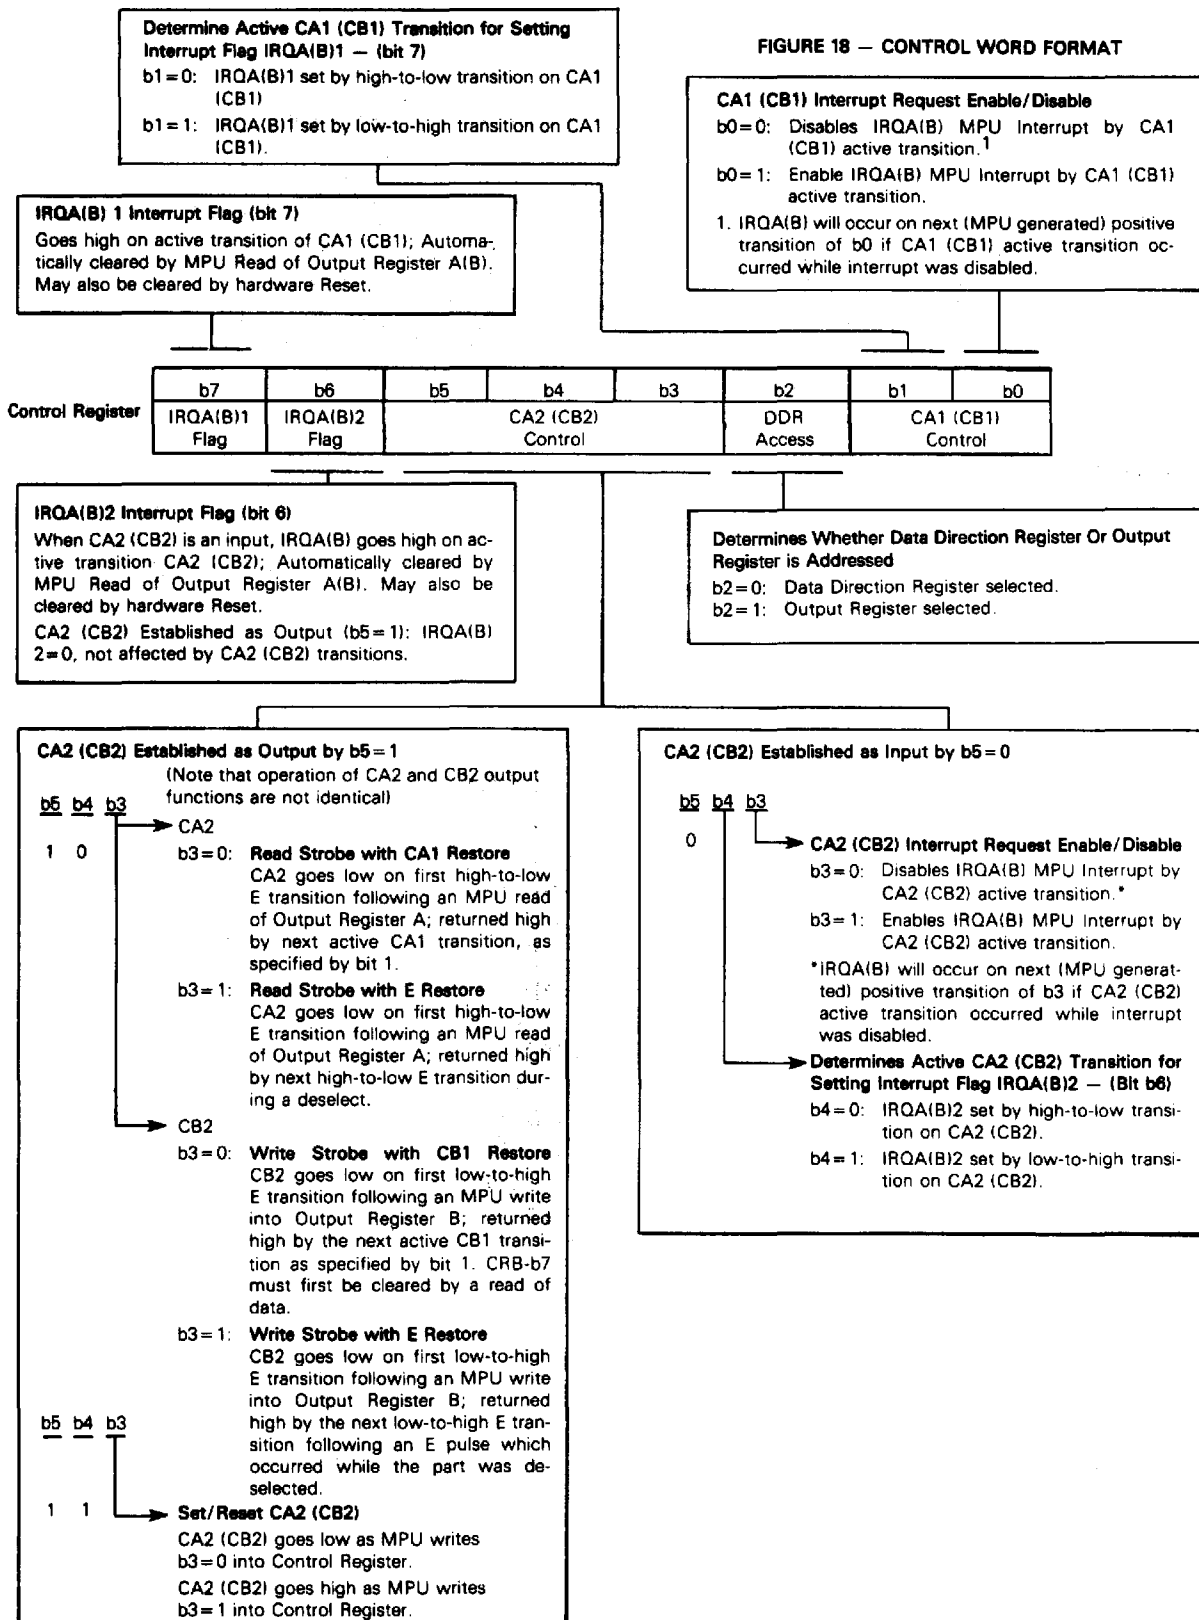 Determine Active CA1 (CB1) Transition for Setting
Interrupt Flag IRQA(B)1 — (bit 7)
b1=0: IRQA(B)1 set by high-to-low transition on CA1
(CB1)
b1=1: IRQA(B)1 set by low-to-high transition on CA1
(CB1).
FIGURE 18 — CONTROL WORD FORMAT
CA1 (CB1) Interrupt Request Enable/Disable
b0=0: Disables IRQA(B) MPU Interrupt by CA1
(CB1) active transition.1
b0=1: Enable IRQA(B) MPU Interrupt by CA1 (CB1)
active transition.
1. IRQA(B) will occur on next (MPU generated) positive
transition of b0 if CA1 (CB1) active transition oc-
curred while interrupt was disabled.
IRQA(B) 1 Interrupt Flag (bit 7)
Goes high on active transition of CA1 (CB1); Automa-
tically cleared by MPU Read of Output Register A(B).
May also be cleared by hardware Reset.
b7 b6 b5 b4 b3 b2 b1 b0
Control Register
IRQA(B)1 IRQA(B)2 CA2 (CB2) DDR CA1 (CB1)
Flag Flag Control Access Control
IRQA(B)2 Interrupt Flag (bit 6)
When CA2 (CB2) is an input, IRQA(B) goes high on ac-
tive transition CA2 (CB2); Automatically cleared by
MPU Read of Output Register A(B). May also be
cleared by hardware Reset.
CA2 (CB2) Established as Output (b5=1): IRQA(B)
2=0, not affected by CA2 (CB2) transitions.
Determines Whether Data Direction Register Or Output
Register is Addressed
b2=0: Data Direction Register selected.
b2=1: Output Register selected.
CA2 (CB2) Established as Output by b5=1
(Note that operation of CA2 and CB2 output
functions are not identical)
b5 b4 b3
CA2
1 0
b3=0: Read Strobe with CA1 Restore
CA2 goes low on first high-to-low
E transition following an MPU read
of Output Register A; returned high
by next active CA1 transition, as
specified by bit 1.
b3=1: Read Strobe with E Restore
CA2 goes low on first high-to-low
E transition following an MPU read
of Output Register A; returned high
by next high-to-low E transition dur-
ing a deselect.
CB2
b3=0: Write Strobe with CB1 Restore
CB2 goes low on first low-to-high
E transition following an MPU write
into Output Register B; returned
high by the next active CB1 transi-
tion as specified by bit 1. CRB-b7
must first be cleared by a read of
data.
b3=1: Write Strobe with E Restore
CB2 goes low on first low-to-high
E transition following an MPU write
into Output Register B; returned
high by the next low-to-high E tran-
sition following an E pulse which
occurred while the part was de-
selected.
b5 b4 b3
1 1 Set/Reset CA2 (CB2)
CA2 (CB2) goes low as MPU writes
b3=0 into Control Register.
CA2 (CB2) goes high as MPU writes
b3=1 into Control Register.
CA2 (CB2) Established as Input by b5=0
b5 b4 b3
0 CA2 (CB2) Interrupt Request Enable/Disable
b3=0: Disables IRQA(B) MPU Interrupt by
CA2 (CB2) active transition.*
b3=1: Enables IRQA(B) MPU Interrupt by
CA2 (CB2) active transition.
*IRQA(B) will occur on next (MPU genera-
ted) positive transition of b3 if CA2 (CB2)
active transition occurred while interrupt
was disabled.
Determines Active CA2 (CB2) Transition for
Setting Interrupt Flag IRQA(B)2 — (Bit b6)
b4=0: IRQA(B)2 set by high-to-low transi-
tion on CA2 (CB2).
b4=1: IRQA(B)2 set by low-to-high transi-
tion on CA2 (CB2).